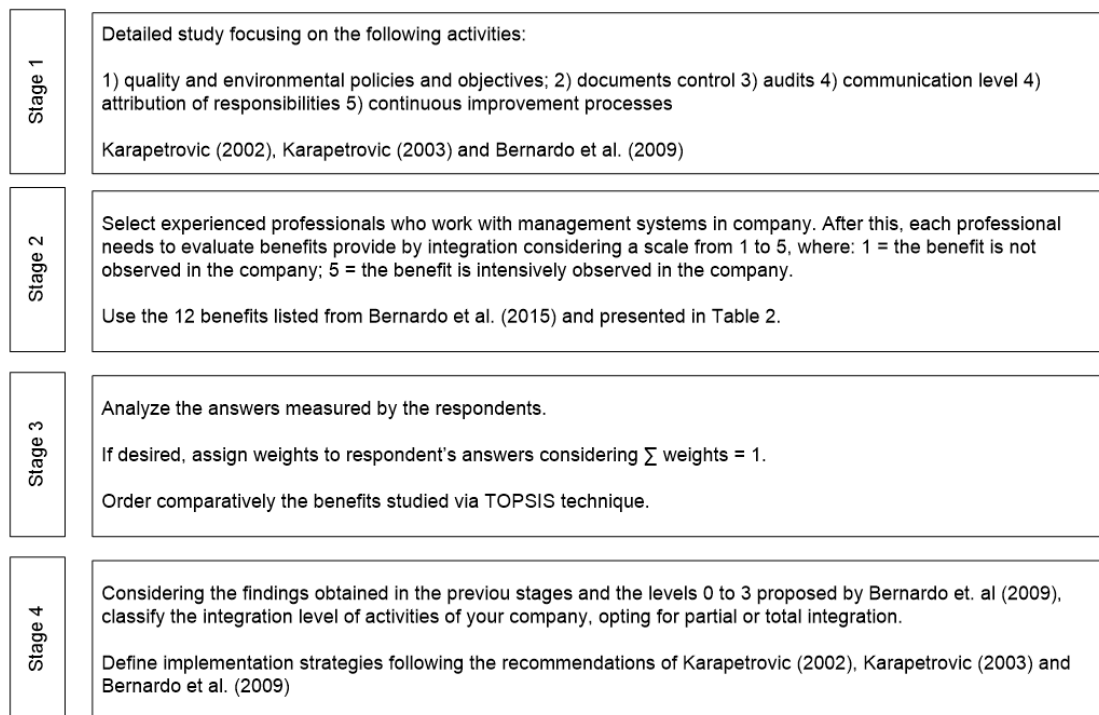 Stage 1
Detailed study focusing on the following activities:
1) quality and environmental policies and objectives; 2) documents control 3) audits 4) communication level 4)
attribution of responsibilities 5) continuous improvement processes
Karapetrovic (2002), Karapetrovic (2003) and Bernardo et al. (2009)
Stage 2
Select experienced professionals who work with management systems in company. After this, each professional
needs to evaluate benefits provide by integration considering a scale from 1 to 5, where: 1 = the benefit is not
observed in the company; 5 = the benefit is intensively observed in the company.
Use the 12 benefits listed from Bernardo et al. (2015) and presented in Table 2.
Stage 3
Analyze the answers measured by the respondents.
If desired, assign weights to respondent's answers considering ∑ weights = 1.
Order comparatively the benefits studied via TOPSIS technique.
Stage 4
Considering the findings obtained in the previou stages and the levels 0 to 3 proposed by Bernardo et. al (2009),
classify the integration level of activities of your company, opting for partial or total integration.
Define implementation strategies following the recommendations of Karapetrovic (2002), Karapetrovic (2003) and
Bernardo et al. (2009)